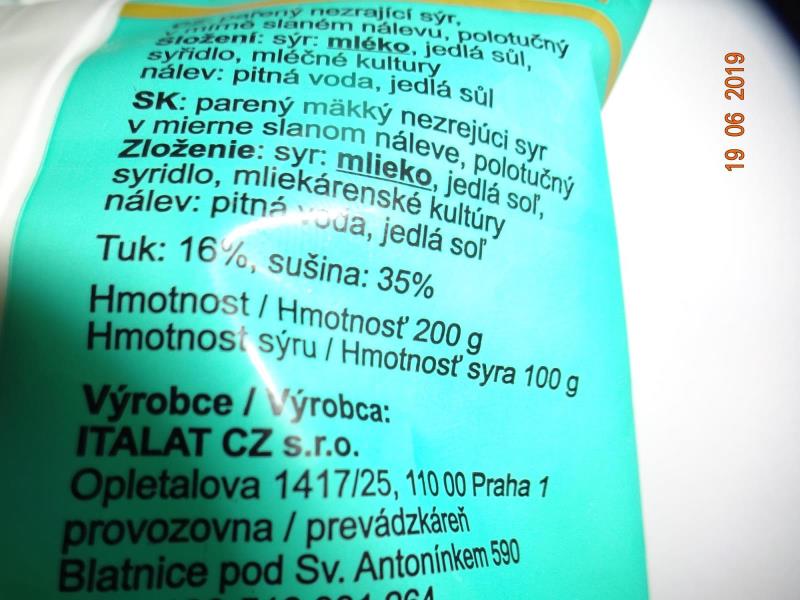 pařený nezrající sýr,
v mírně slaném nálevu, polotučný
Složení: sýr: mléko, jedlá sůl,
syřidlo, mléčné kultury
nálev: pitná voda, jedlá sůl
SK: parený mäkký nezrejúci syr
v mierne slanom náleve, polotučný
Zloženie: syr: mlieko, jedlá soľ,
syridlo, mliekárenské kultúry
nálev: pitná voda, jedlá soľ
Tuk: 16%, sušina: 35%
Hmotnost / Hmotnosť 200 g
Hmotnost sýru / Hmotnosť syra 100 g
Výrobce / Výrobca:
ITALAT CZ s.r.o.
Opletalova 1417/25, 110 00 Praha 1
provozovna / prevádzkáreň
Blatnice pod Sv. Antonínkem 590
19 06 2019